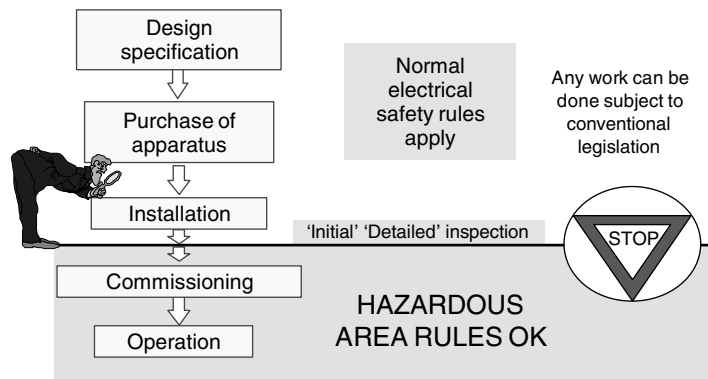 Design
specification
Purchase of
apparatus
Installation
Commissioning
Operation
Normal
electrical
safety rules
apply
Any work can be
done subject to
conventional
legislation
‘Initial’ ‘Detailed’ inspection
STOP
HAZARDOUS
AREA RULES OK